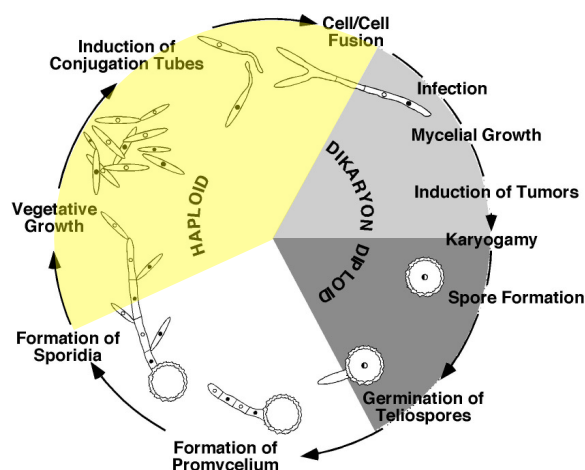 Cell/Cell
Fusion
Induction of
Conjugation Tubes
Infection
Mycelial Growth
DIKARYON
HAPLOID
Induction of Tumors
Vegetative
Growth
Karyogamy
DIPLOID
Spore Formation
Formation of
Sporidia
Germination of
Teliospores
Formation of
Promycelium